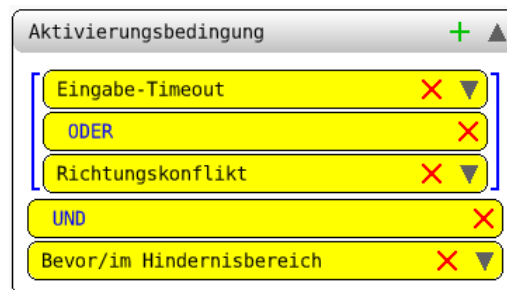 Aktivierungsbedingung
Eingabe-Timeout
ODER
Richtungskonflikt
UND
Bevor/im Hindernisbereich